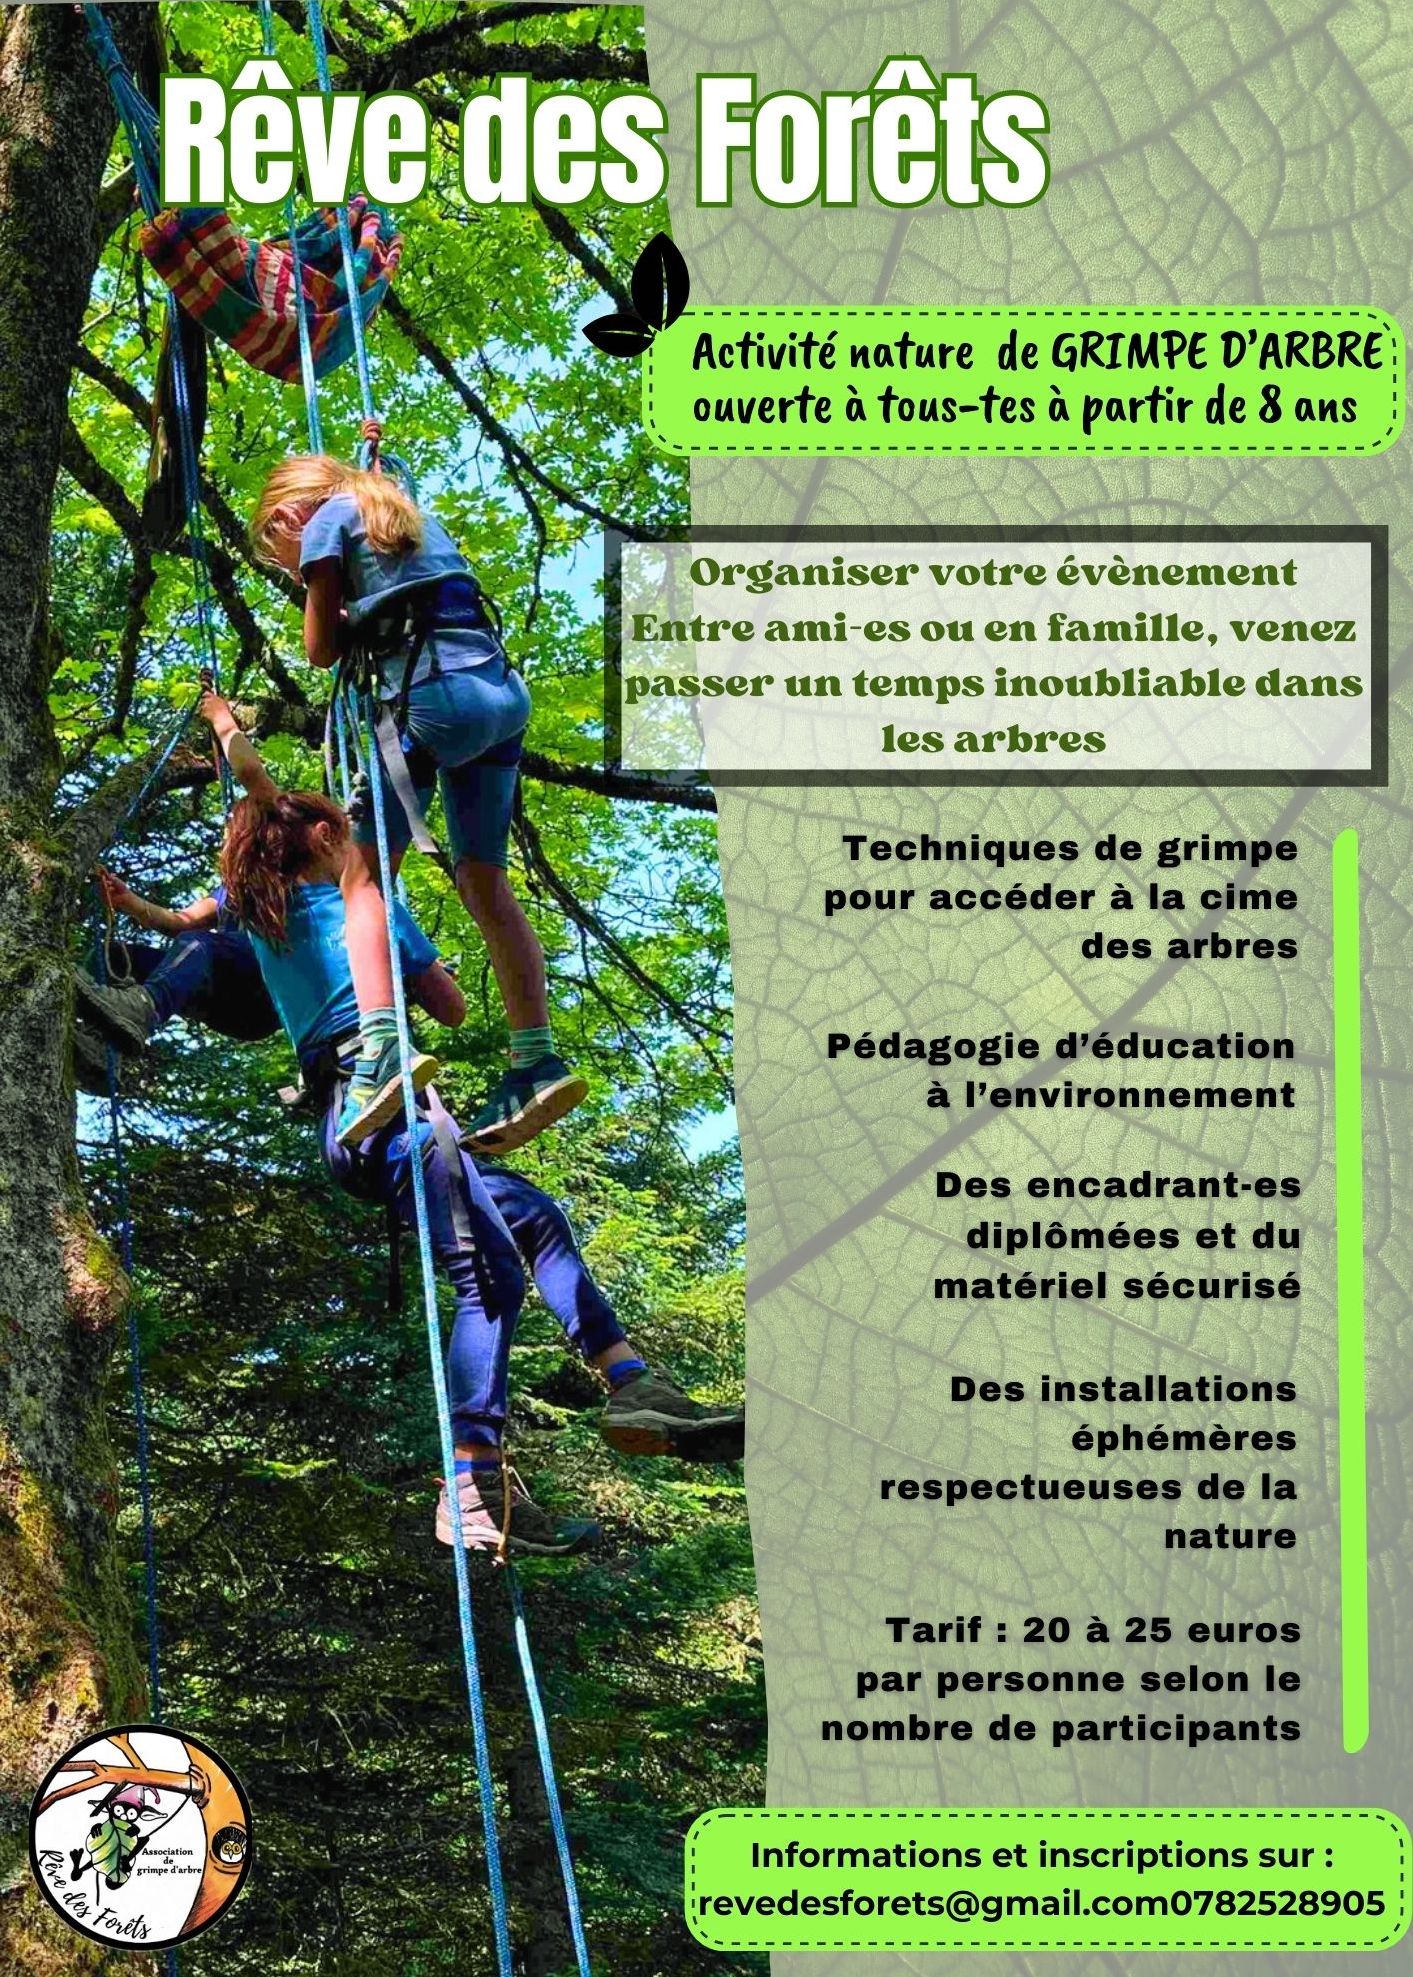 Rêve des Forêts
Activité nature de GRIMPE D'ARBRE
ouverte à tous-tes à partir de 8 ans
Organiser votre évènement
Entre ami-es ou en famille, venez
passer un temps inoubliable dans
les arbres
Techniques de grimpe
pour accéder à la cime
des arbres
Pédagogie d'éducation
à l'environnement
Des encadrant-es
diplômées et du
matériel sécurisé
Des installations
éphémères
respectueuses de la
nature
Tarif : 20 à 25 euros
par personne selon le
nombre de participants
Association
de
grimpe d'arbre
Rêve des Forêts
Informations et inscriptions sur :
revedesforets@gmail.com0782528905